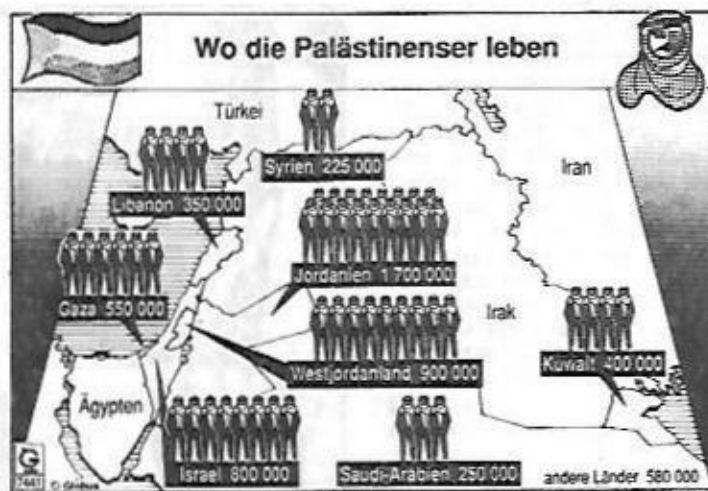 Wo die Palästinenser leben
Türkei
Syrien 225 000
Iran
Libanon 350 000
Jordanien 1 700 000
Gaza 550 000
Irak
Kuwait 400 000
Westjordanland 900 000
Ägypten
Israel 800 000
Saudi-Arabien 250 000
andere Länder 580 000
© Globus